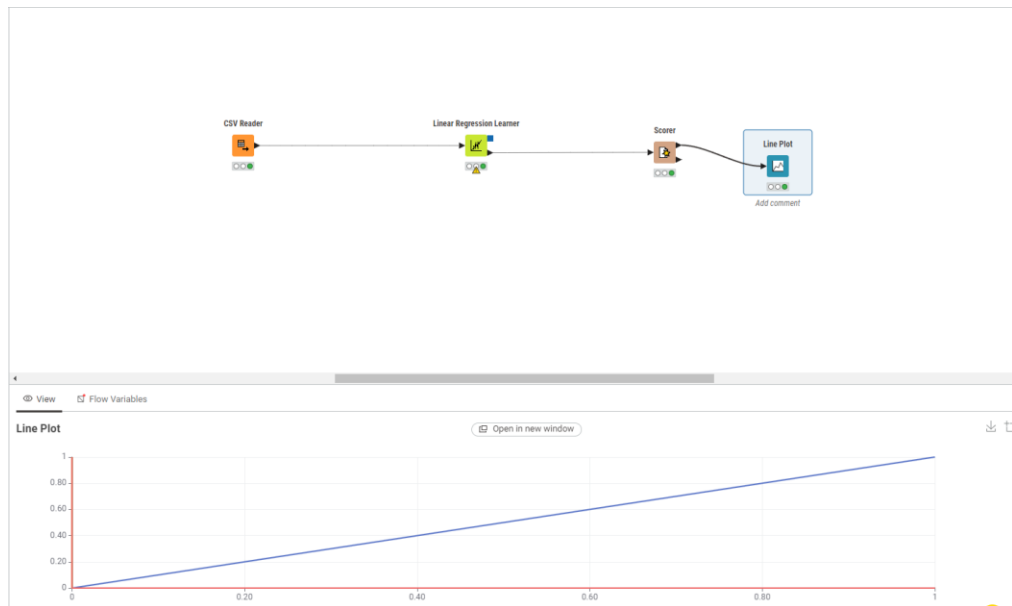 CSV Reader
Linear Regression Learner
Scorer
Line Plot
Add comment
View
Flow Variables
Line Plot
Open in new window
1
0.80
0.60
0.40
0.20
0
0 0.20 0.40 0.60 0.80 1